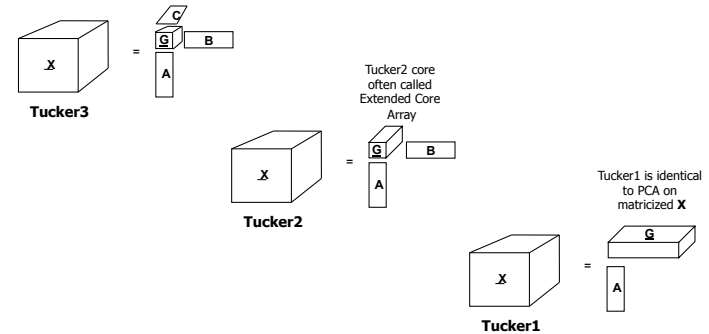 C
G
B
X
=
A
Tucker3
Tucker2 core
often called
Extended Core
Array
G
B
X
=
A
Tucker2
Tucker1 is identical
to PCA on
matricized X
G
X
=
A
Tucker1